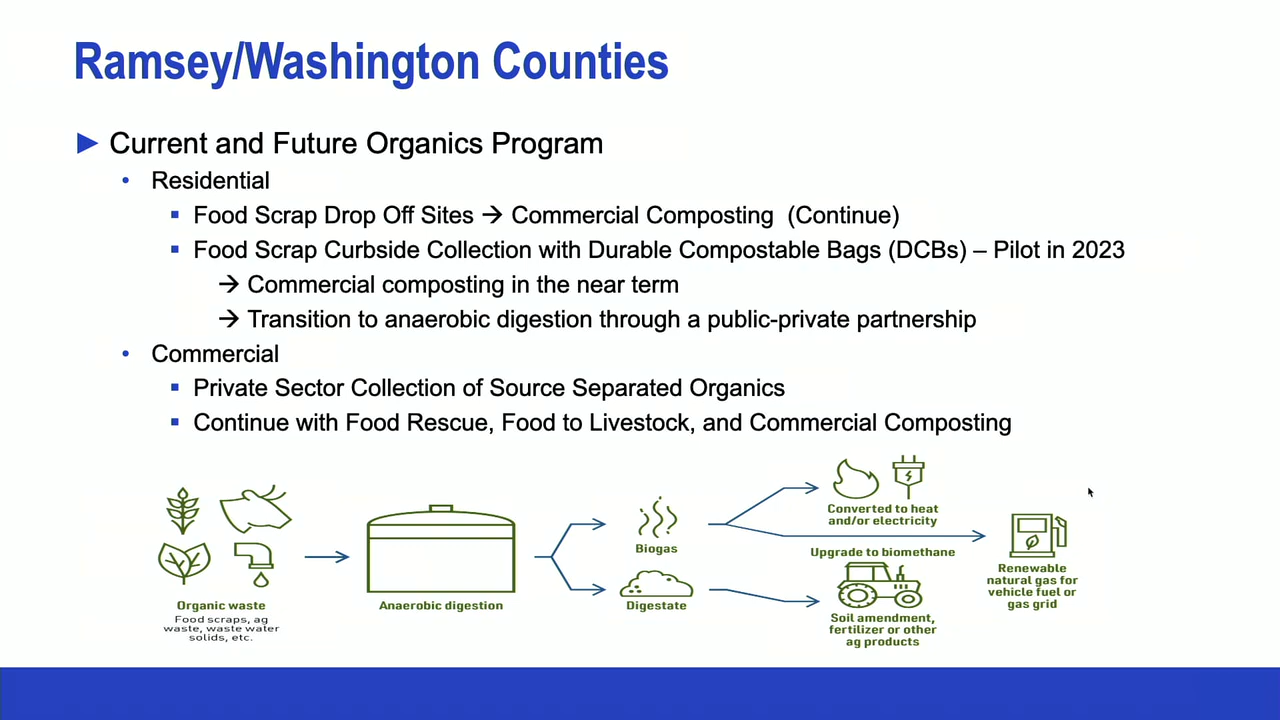 Ramsey/Washington Counties
► Current and Future Organics Program
• Residential
▪ Food Scrap Drop Off Sites → Commercial Composting (Continue)
▪ Food Scrap Curbside Collection with Durable Compostable Bags (DCBs) – Pilot in 2023
→ Commercial composting in the near term
→ Transition to anaerobic digestion through a public-private partnership
• Commercial
▪ Private Sector Collection of Source Separated Organics
▪ Continue with Food Rescue, Food to Livestock, and Commercial Composting
Organic waste
Food scraps, ag
waste, waste water
solids, etc.
Anaerobic digestion
Biogas
Digestate
Converted to heat
and/or electricity
Upgrade to biomethane
Soil amendment,
fertilizer or other
ag products
Renewable
natural gas for
vehicle fuel or
gas grid